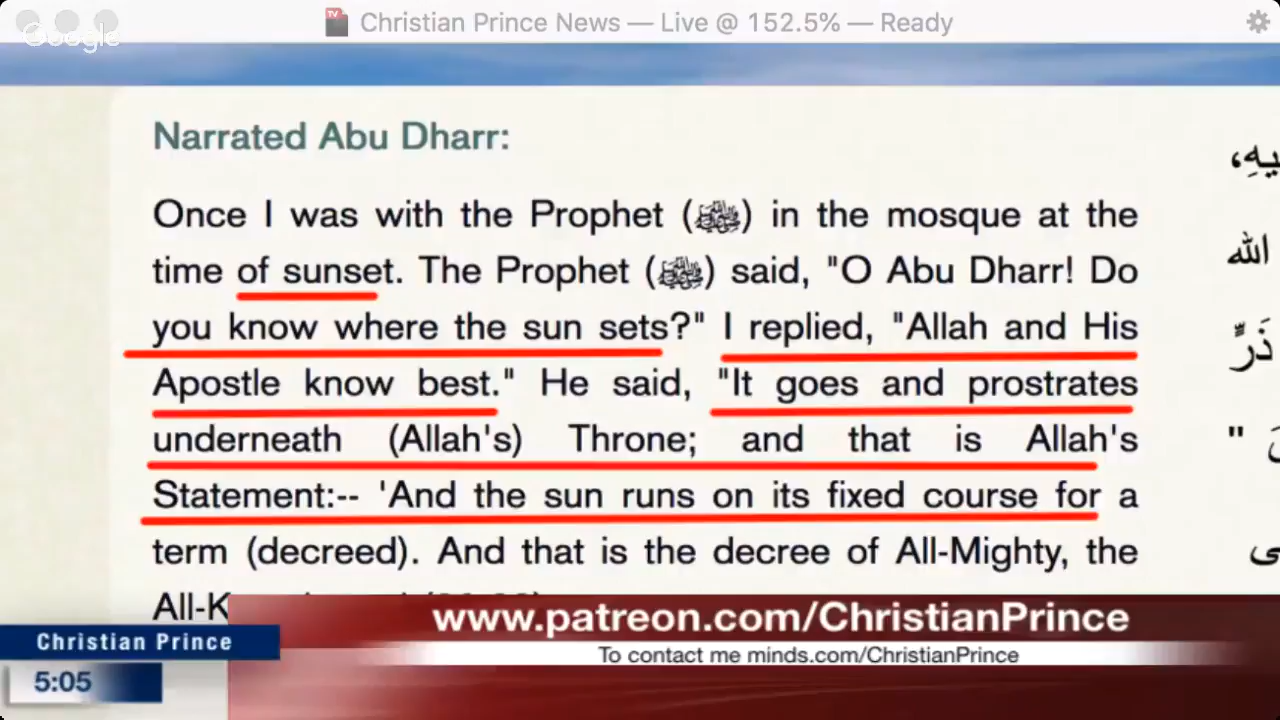 Christian Prince News — Live @ 152.5% — Ready
Google
Narrated Abu Dharr:
Once I was with the Prophet (ﷺ) in the mosque at the
time of sunset. The Prophet (ﷺ) said, "O Abu Dharr! Do
you know where the sun sets?" I replied, "Allah and His
Apostle know best." He said, "It goes and prostrates
underneath (Allah's) Throne; and that is Allah's
Statement:-- 'And the sun runs on its fixed course for a
term (decreed). And that is the decree of All-Mighty, the
يهِ،
الله
ذَرٍّ
"
www.patreon.com/ChristianPrince
To contact me minds.com/ChristianPrince
Christian Prince
5:05